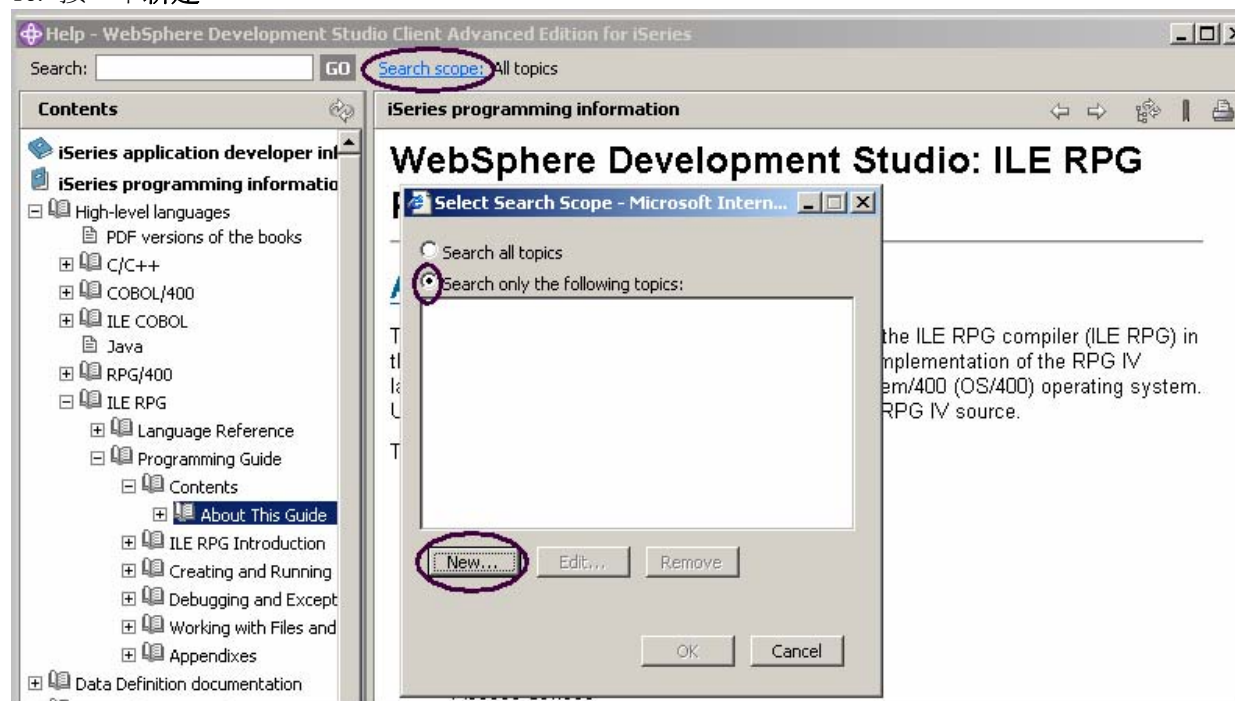 Help - WebSphere Development Studio Client Advanced Edition for iSeries
Search: GO Search scope: All topics
Contents
iSeries application developer inf
iSeries programming informatio
High-level languages
PDF versions of the books
C/C++
COBOL/400
ILE COBOL
Java
RPG/400
ILE RPG
Language Reference
Programming Guide
Contents
About This Guide
ILE RPG Introduction
Creating and Running
Debugging and Except
Working with Files and
Appendixes
Data Definition documentation
iSeries programming information
WebSphere Development Studio: ILE RPG
the ILE RPG compiler (ILE RPG) in
mplementation of the RPG IV
em/400 (OS/400) operating system.
RPG IV source.
Select Search Scope - Microsoft Intern...
Search all topics
Search only the following topics:
New... Edit... Remove
OK Cancel